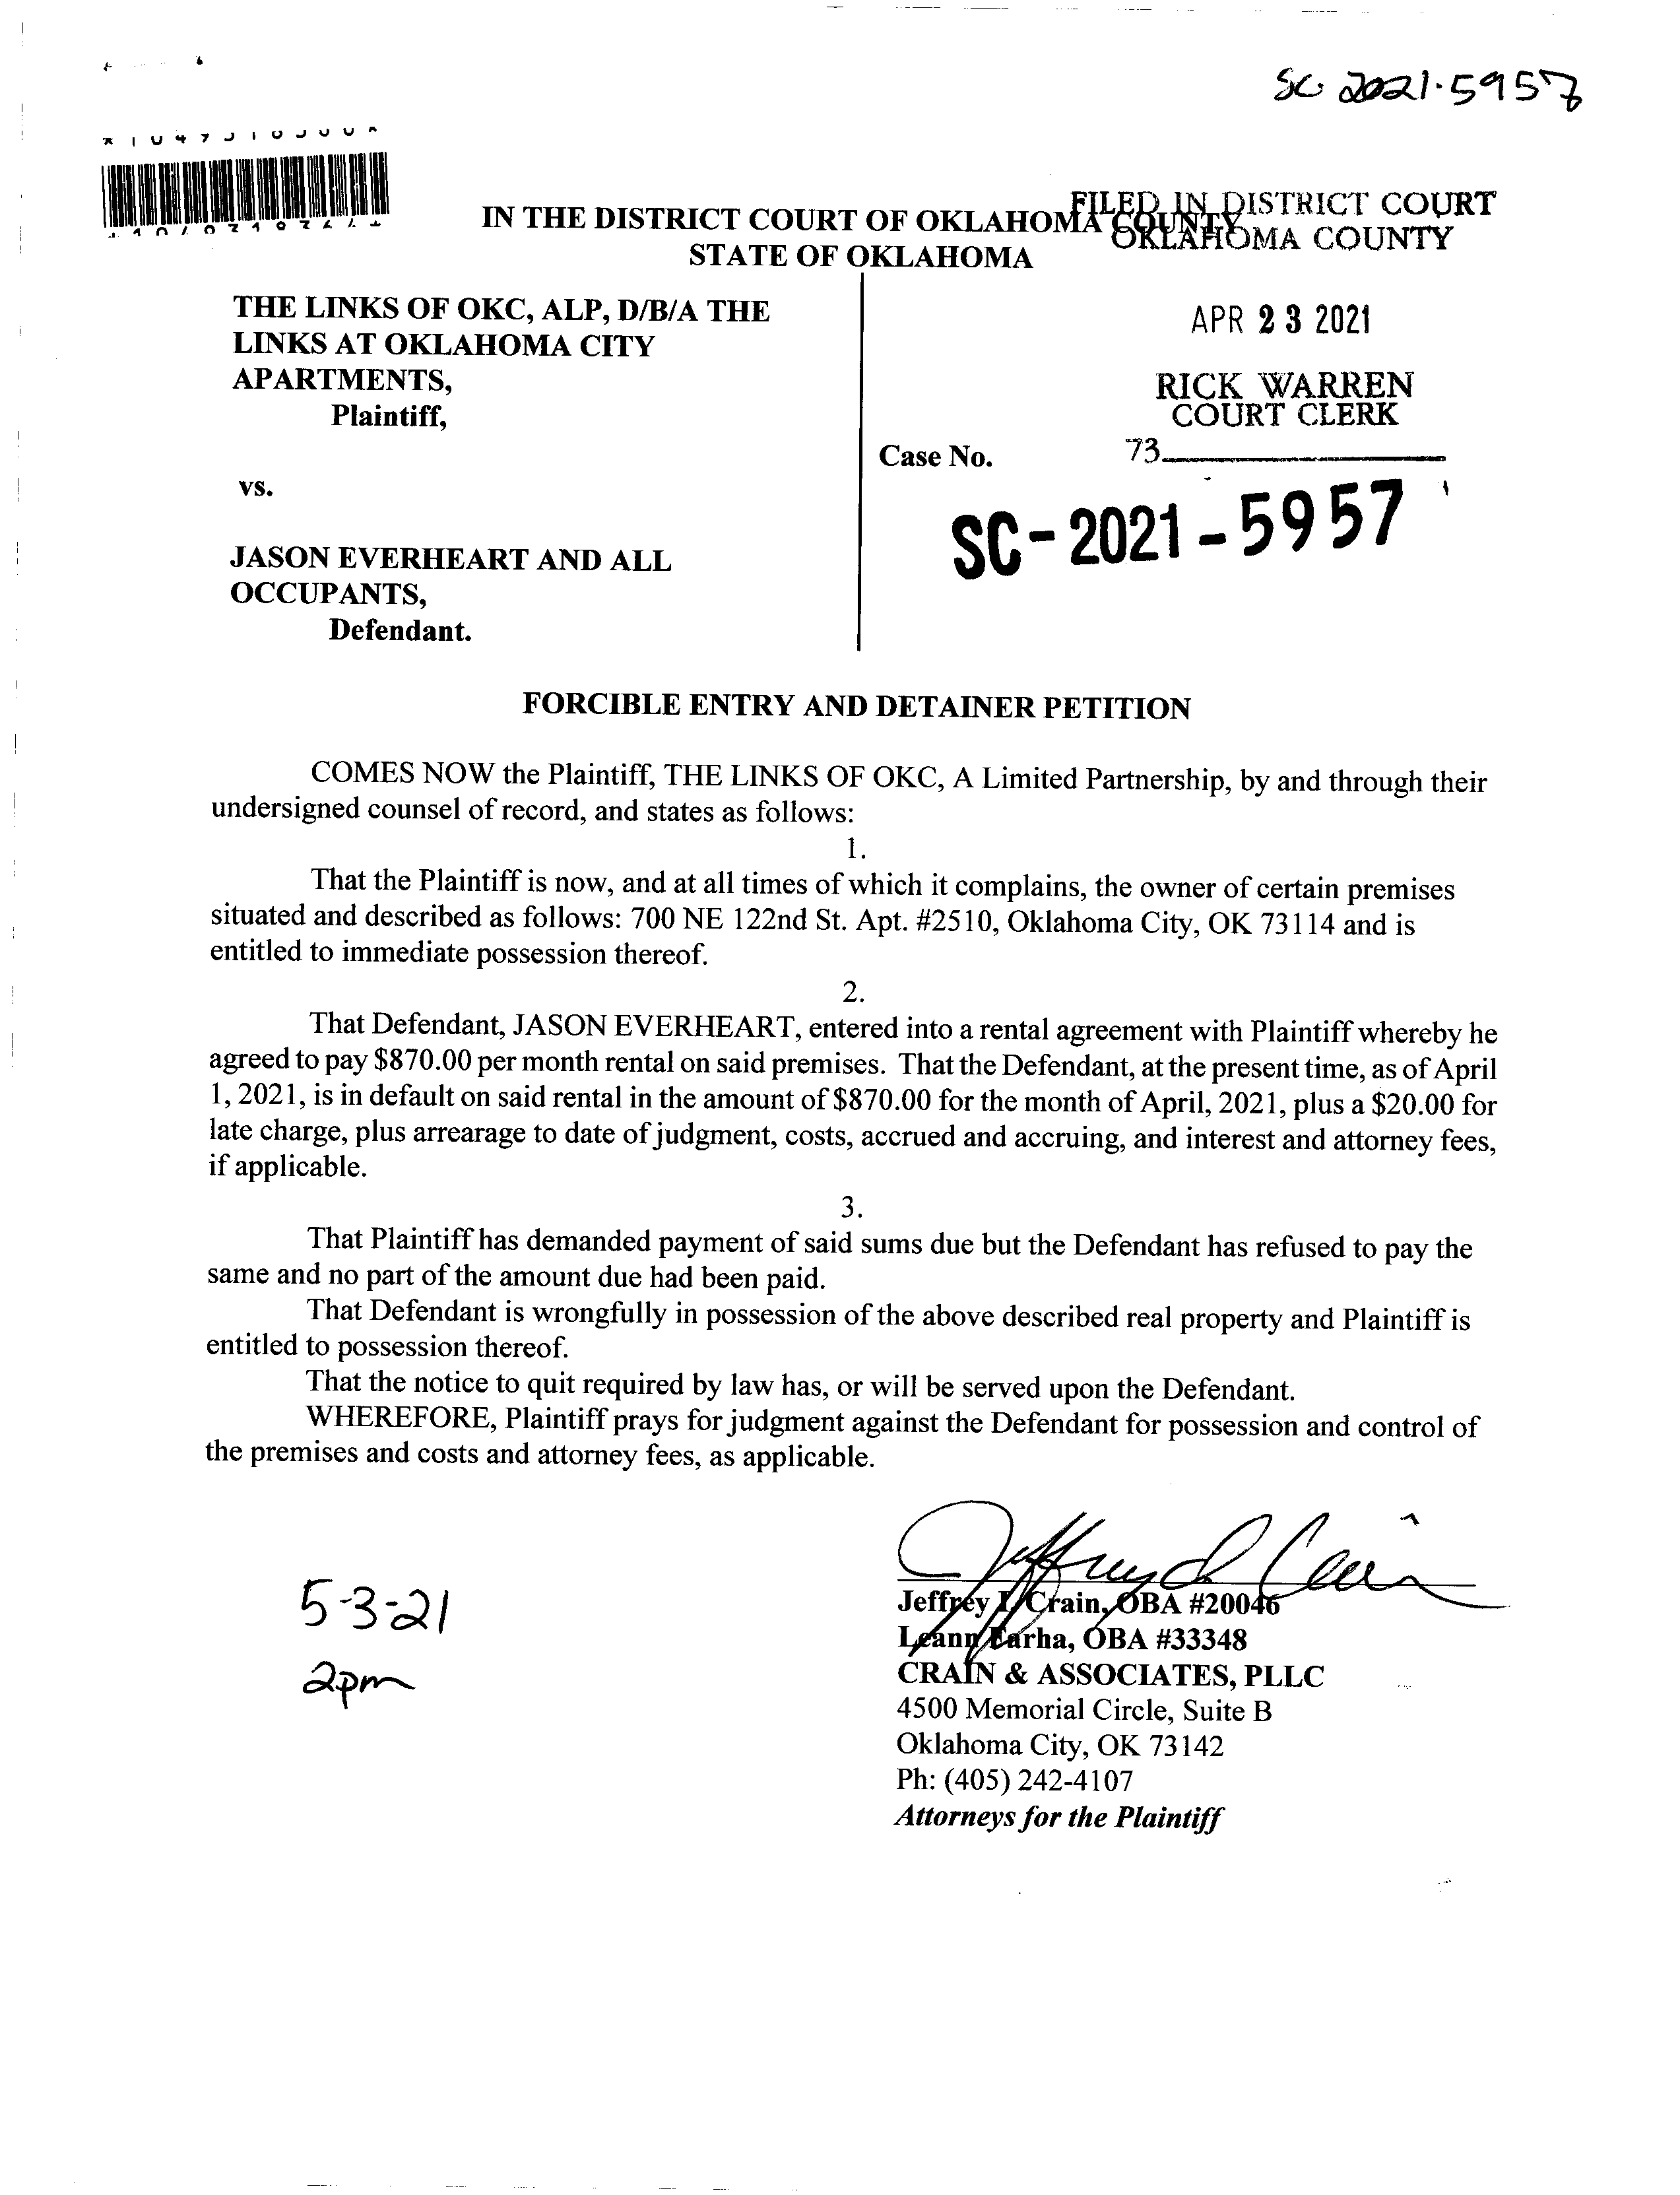 SC 2021-5957
IN THE DISTRICT COURT OF OKLAHOMA COUNTY
STATE OF OKLAHOMA
FILED IN DISTRICT COURT
OKLAHOMA COUNTY
APR 23 2021
RICK WARREN
COURT CLERK
73
THE LINKS OF OKC, ALP, D/B/A THE
LINKS AT OKLAHOMA CITY
APARTMENTS,
Plaintiff,
Case No.
SC-2021-5957
vs.
JASON EVERHEART AND ALL
OCCUPANTS,
Defendant.
FORCIBLE ENTRY AND DETAINER PETITION
COMES NOW the Plaintiff, THE LINKS OF OKC, A Limited Partnership, by and through their
undersigned counsel of record, and states as follows:
1.
That the Plaintiff is now, and at all times of which it complains, the owner of certain premises
situated and described as follows: 700 NE 122nd St. Apt. #2510, Oklahoma City, OK 73114 and is
entitled to immediate possession thereof.
2.
That Defendant, JASON EVERHEART, entered into a rental agreement with Plaintiff whereby he
agreed to pay $870.00 per month rental on said premises. That the Defendant, at the present time, as of April
1, 2021, is in default on said rental in the amount of $870.00 for the month of April, 2021, plus a $20.00 for
late charge, plus arrearage to date of judgment, costs, accrued and accruing, and interest and attorney fees,
if applicable.
3.
That Plaintiff has demanded payment of said sums due but the Defendant has refused to pay the
same and no part of the amount due had been paid.
That Defendant is wrongfully in possession of the above described real property and Plaintiff is
entitled to possession thereof.
That the notice to quit required by law has, or will be served upon the Defendant.
WHEREFORE, Plaintiff prays for judgment against the Defendant for possession and control of
the premises and costs and attorney fees, as applicable.
5-3-21
2pm
Jeffrey Crain, OBA #20046
Leann Farha, OBA #33348
CRAIN & ASSOCIATES, PLLC
4500 Memorial Circle, Suite B
Oklahoma City, OK 73142
Ph: (405) 242-4107
Attorneys for the Plaintiff